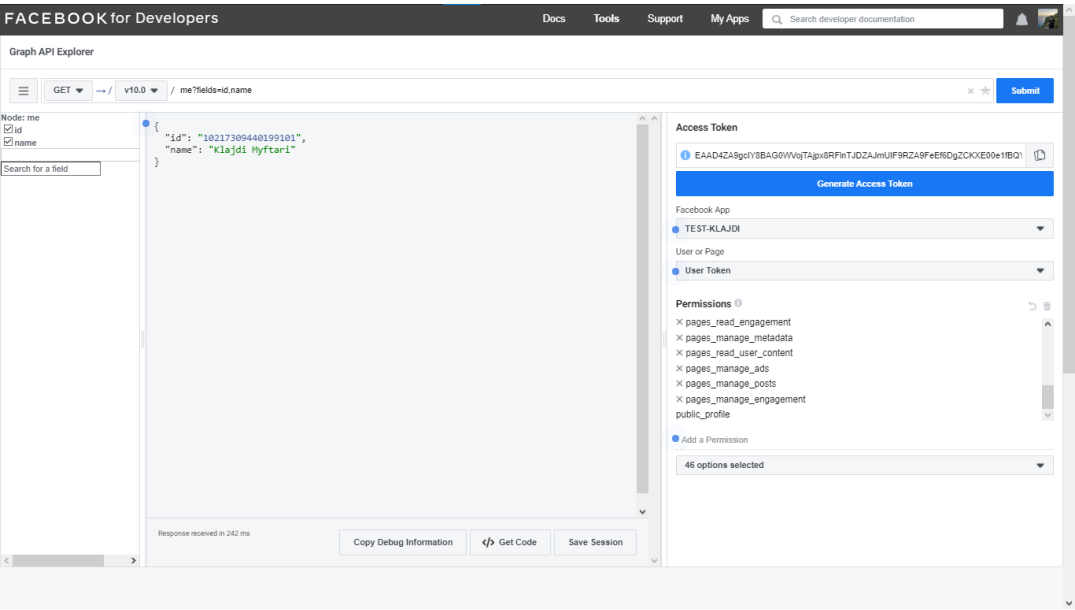 FACEBOOK for Developers
Docs
Tools
Support
My Apps
Search developer documentation
Graph API Explorer
GET
→ /
v10.0
/ me?fields=id,name
Submit
Node: me
id
name
Search for a field
{
"id": "10217309440199101",
"name": "Klajdi Myftari"
}
Response received in 242 ms
Copy Debug Information
</> Get Code
Save Session
Access Token
Generate Access Token
Facebook App
TEST-KLAJDI
User or Page
User Token
Permissions
pages_read_engagement
pages_manage_metadata
pages_read_user_content
pages_manage_ads
pages_manage_posts
pages_manage_engagement
public_profile
Add a Permission
46 options selected